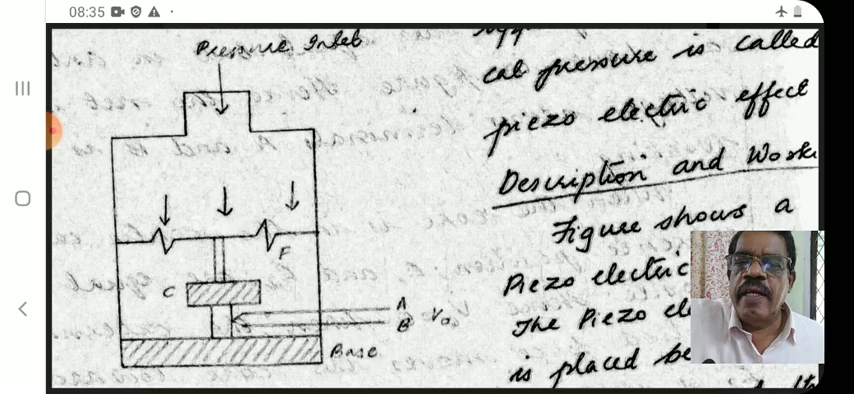 08:35
Pressure Inlet
F
C
A
B
Vo
Base
cal pressure is called
piezo electric effect
Description and Work
Figure shows a
Piezo electric
The Piezo el
is placed be